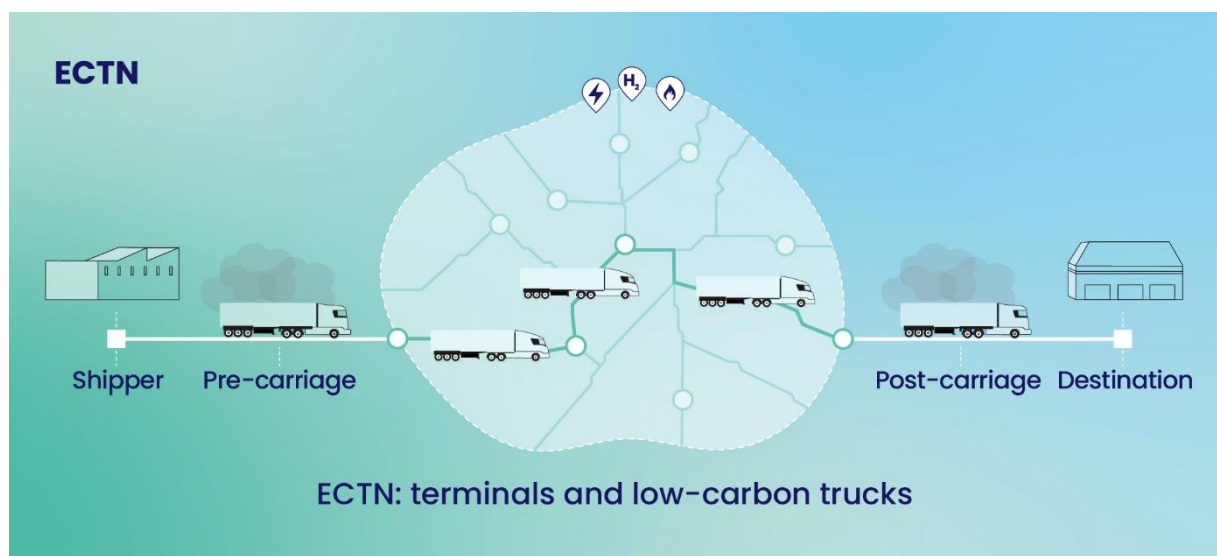 ECTN
H₂
Shipper
Pre-carriage
Post-carriage
Destination
ECTN: terminals and low-carbon trucks